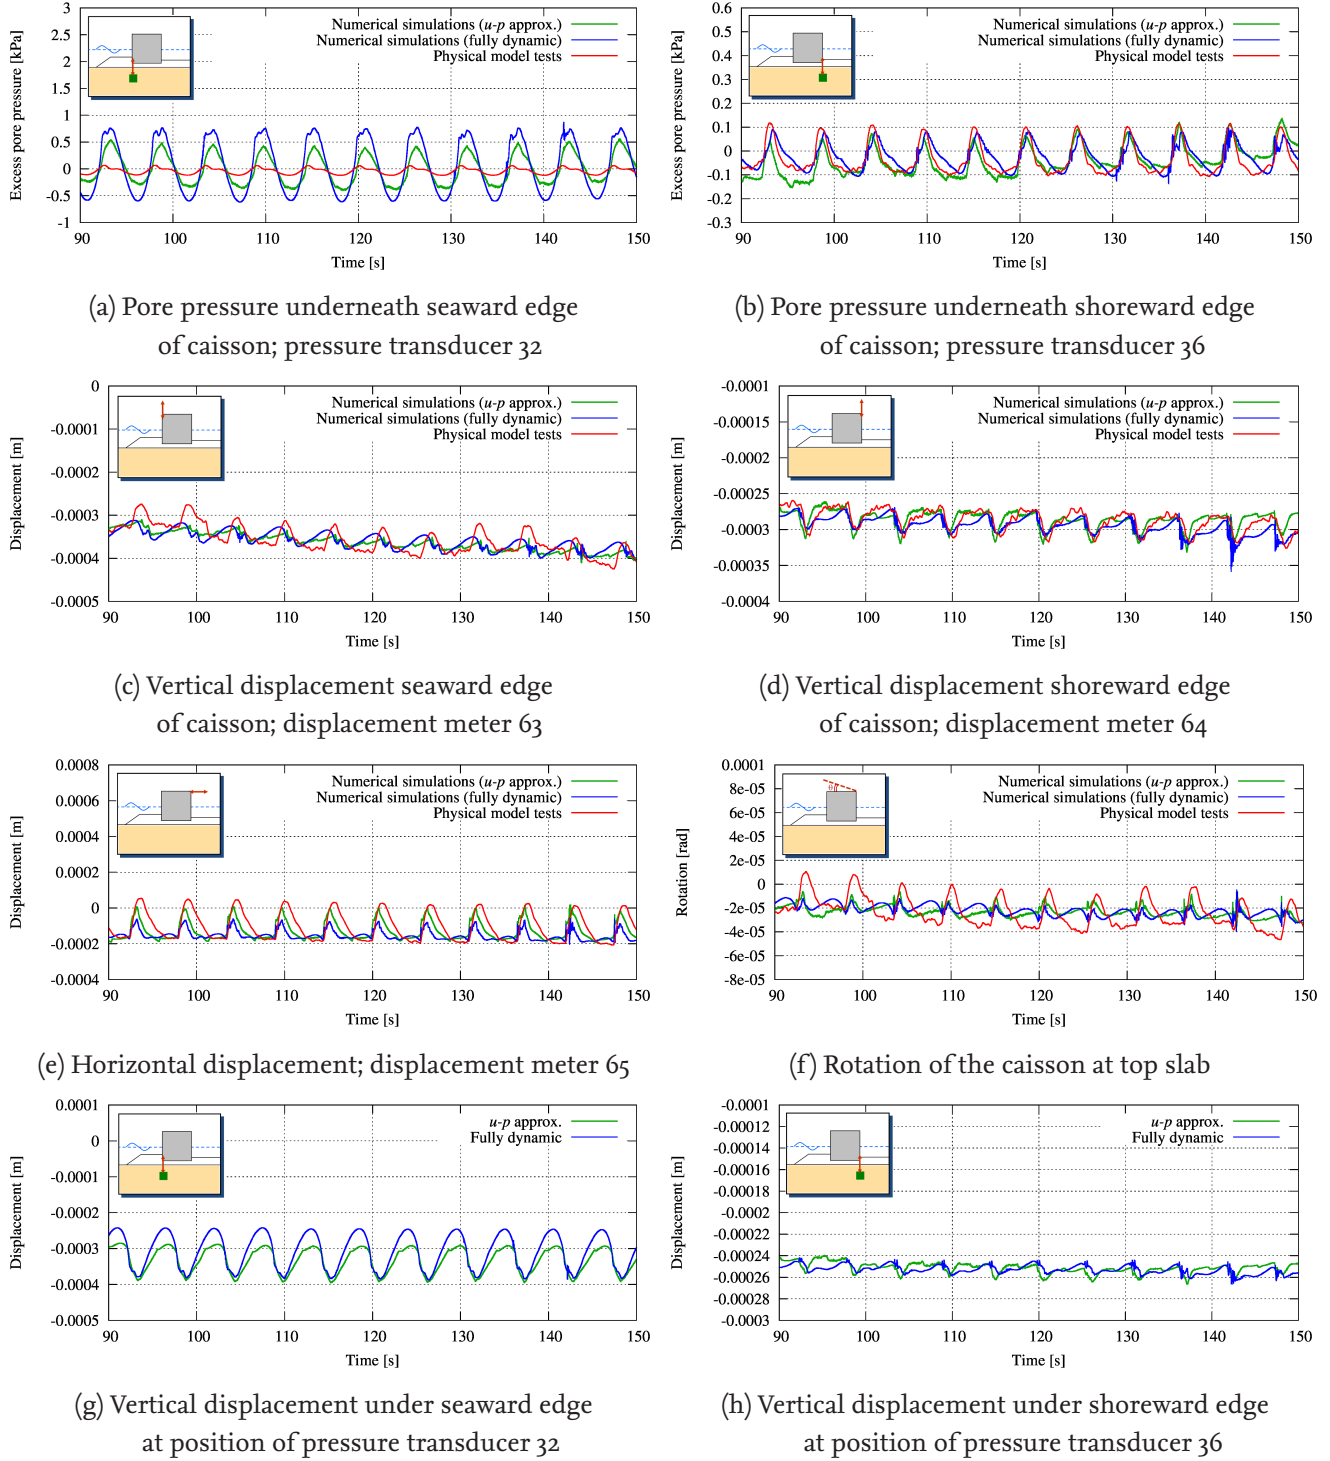 Numerical simulations (u-p approx.)
Numerical simulations (fully dynamic)
Physical model tests
Excess pore pressure [kPa]
3
2.5
2
1.5
1
0.5
0
-0.5
-1
90 100 110 120 130 140 150
Time [s]
(a) Pore pressure underneath seaward edge
of caisson; pressure transducer 32
Numerical simulations (u-p approx.)
Numerical simulations (fully dynamic)
Physical model tests
Excess pore pressure [kPa]
0.6
0.5
0.4
0.3
0.2
0.1
0
-0.1
-0.2
-0.3
90 100 110 120 130 140 150
Time [s]
(b) Pore pressure underneath shoreward edge
of caisson; pressure transducer 36
Numerical simulations (u-p approx.)
Numerical simulations (fully dynamic)
Physical model tests
Displacement [m]
0
-0.0001
-0.0002
-0.0003
-0.0004
-0.0005
90 100 110 120 130 140 150
Time [s]
(c) Vertical displacement seaward edge
of caisson; displacement meter 63
Numerical simulations (u-p approx.)
Numerical simulations (fully dynamic)
Physical model tests
Displacement [m]
-0.0001
-0.00015
-0.0002
-0.00025
-0.0003
-0.00035
-0.0004
90 100 110 120 130 140 150
Time [s]
(d) Vertical displacement shoreward edge
of caisson; displacement meter 64
Numerical simulations (u-p approx.)
Numerical simulations (fully dynamic)
Physical model tests
Displacement [m]
0.0008
0.0006
0.0004
0.0002
0
-0.0002
-0.0004
90 100 110 120 130 140 150
Time [s]
(e) Horizontal displacement; displacement meter 65
Numerical simulations (u-p approx.)
Numerical simulations (fully dynamic)
Physical model tests
Rotation [rad]
0.0001
8e-05
6e-05
4e-05
2e-05
0
-2e-05
-4e-05
-6e-05
-8e-05
90 100 110 120 130 140 150
Time [s]
(f) Rotation of the caisson at top slab
u-p approx.
Fully dynamic
Displacement [m]
0.0001
0
-0.0001
-0.0002
-0.0003
-0.0004
-0.0005
90 100 110 120 130 140 150
Time [s]
(g) Vertical displacement under seaward edge
at position of pressure transducer 32
u-p approx.
Fully dynamic
Displacement [m]
-0.0001
-0.00012
-0.00014
-0.00016
-0.00018
-0.0002
-0.00022
-0.00024
-0.00026
-0.00028
-0.0003
90 100 110 120 130 140 150
Time [s]
(h) Vertical displacement under shoreward edge
at position of pressure transducer 36